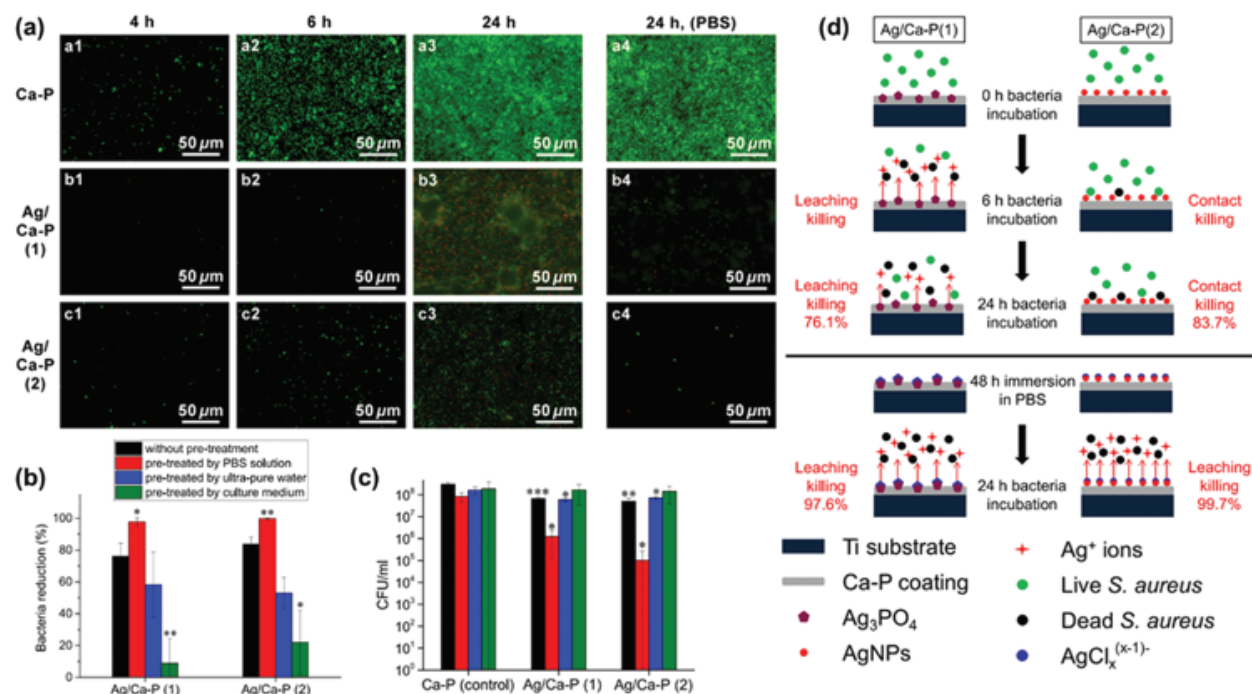 (a)
4 h
6 h
24 h
24 h, (PBS)
Ca-P
a1
50 µm
a2
50 µm
a3
50 µm
a4
50 µm
Ag/
Ca-P
(1)
b1
50 µm
b2
50 µm
b3
50 µm
b4
50 µm
Ag/
Ca-P
(2)
c1
50 µm
c2
50 µm
c3
50 µm
c4
50 µm
(b)
without pre-treatment
pre-treated by PBS solution
pre-treated by ultra-pure water
pre-treated by culture medium
Bacteria reduction (%)
100
80
60
40
20
0
*
**
**
*
Ag/Ca-P (1)
Ag/Ca-P (2)
(c)
CFU/ml
10⁸
10⁷
10⁶
10⁵
10⁴
10³
10²
10¹
10⁰
***
*
*
**
*
*
Ca-P (control)
Ag/Ca-P (1)
Ag/Ca-P (2)
(d)
Ag/Ca-P(1)
Ag/Ca-P(2)
0 h bacteria
incubation
Leaching
killing
6 h bacteria
incubation
Contact
killing
Leaching
killing
76.1%
24 h bacteria
incubation
Contact
killing
83.7%
48 h immersion
in PBS
Leaching
killing
97.6%
24 h bacteria
incubation
Leaching
killing
99.7%
Ti substrate
Ca-P coating
Ag₃PO₄
AgNPs
Ag⁺ ions
Live S. aureus
Dead S. aureus
AgClₓ⁽ˣ⁻¹⁾⁻